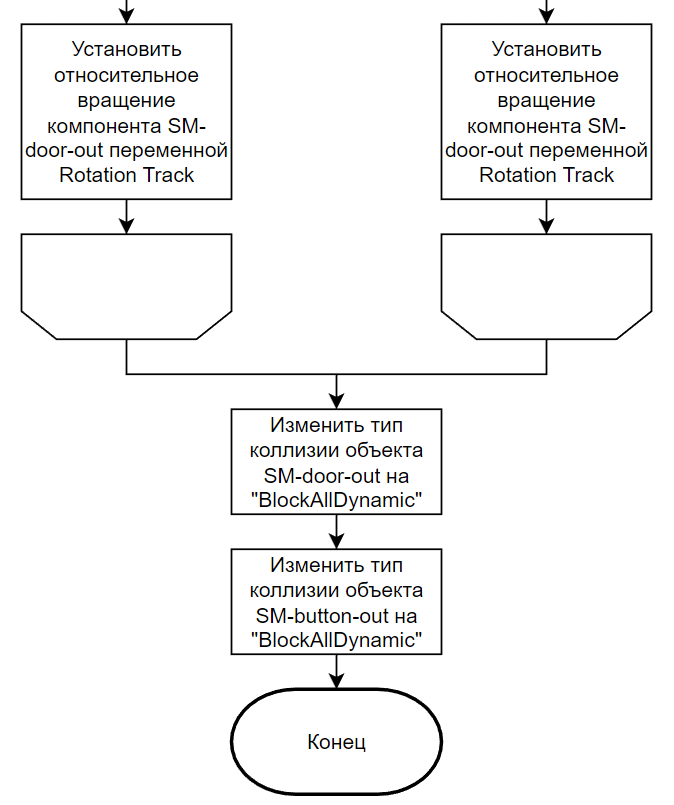 Установить
относительное
вращение
компонента SM-
door-out переменной
Rotation Track
Установить
относительное
вращение
компонента SM-
door-out переменной
Rotation Track
Изменить тип
коллизии объекта
SM-door-out на
"BlockAllDynamic"
Изменить тип
коллизии объекта
SM-button-out на
"BlockAllDynamic"
Конец